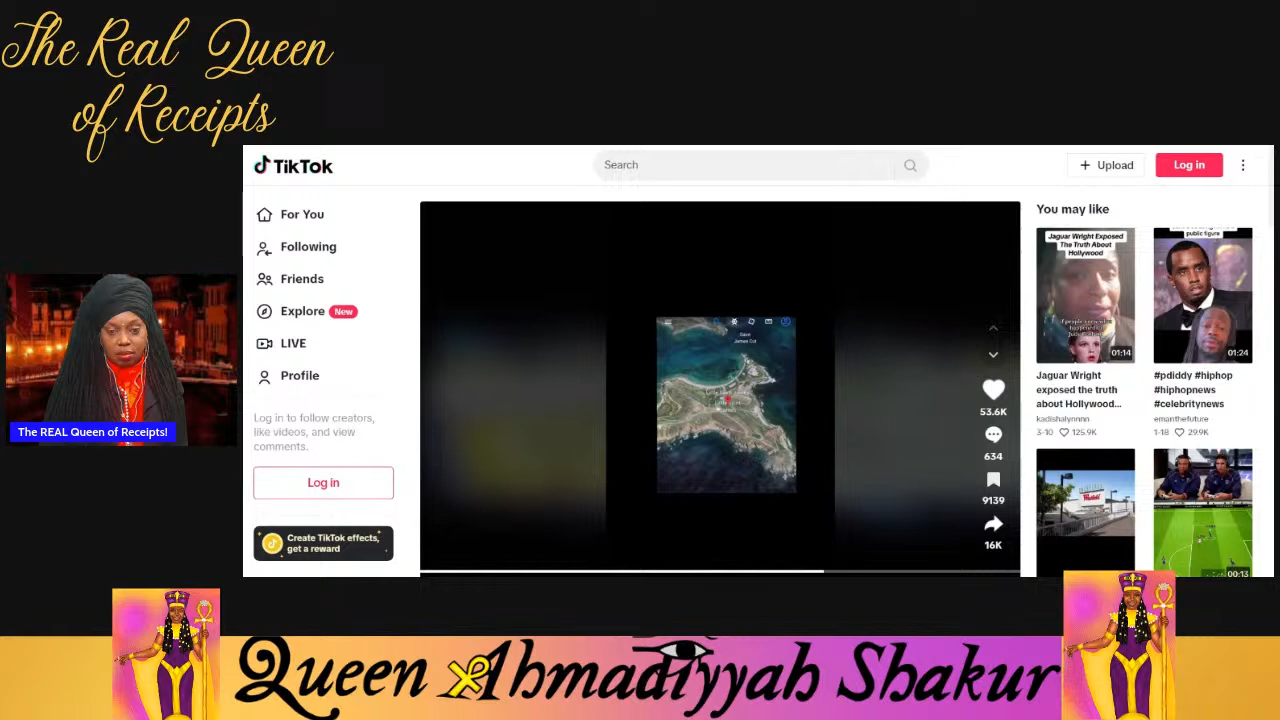 The Real Queen
of Receipts
TikTok
Search
Upload
Log in
For You
Following
Friends
Explore New
LIVE
Profile
Log in to follow creators,
like videos, and view
comments.
Log in
Create TikTok effects,
get a reward
The REAL Queen of Receipts!
53.6K
634
9139
16K
You may like
Jaguar Wright Exposed
The Truth About
Hollywood
01:14
Jaguar Wright
exposed the truth
about Hollywood...
kadishalynnnn
3-10 125.9K
public figure
01:24
#pdiddy #hiphop
#hiphopnews
#celebritynews
emanthefuture
1-18 29.9K
Westfield
00:13
Queen Ahmadiyyah Shakur